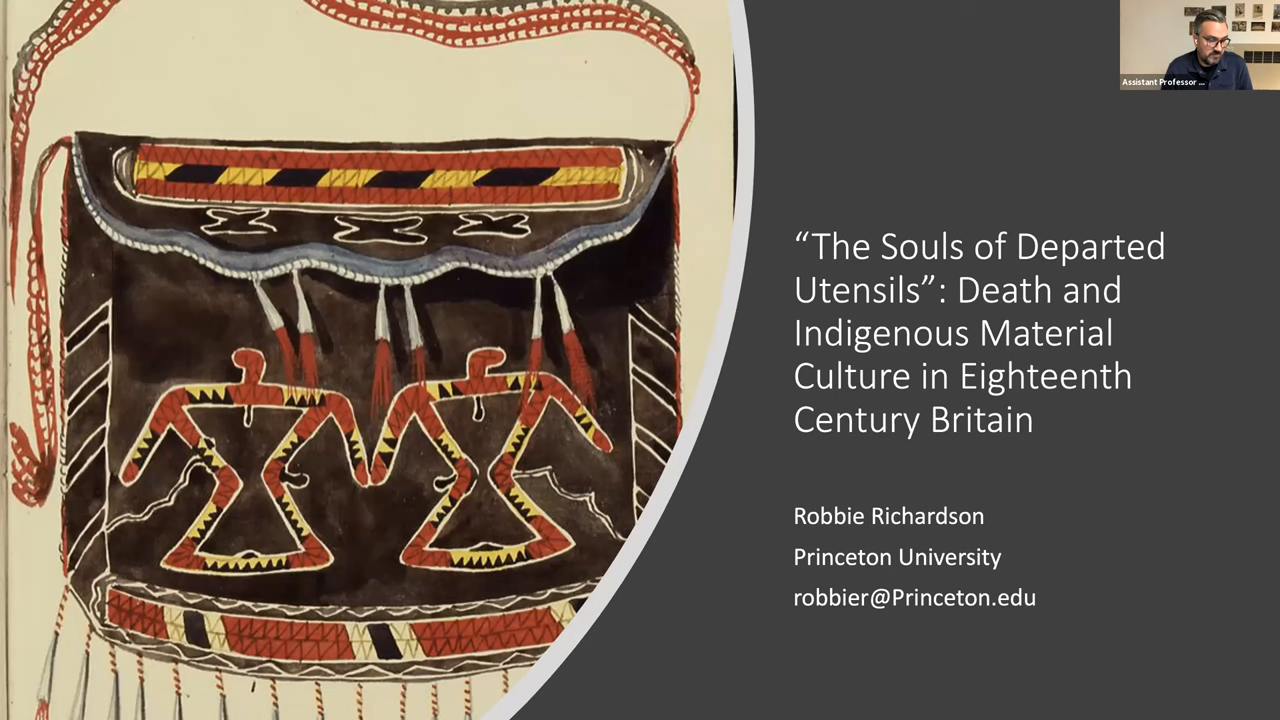 Assistant Professor ...
“The Souls of Departed
Utensils”: Death and
Indigenous Material
Culture in Eighteenth
Century Britain
Robbie Richardson
Princeton University
robbier@Princeton.edu